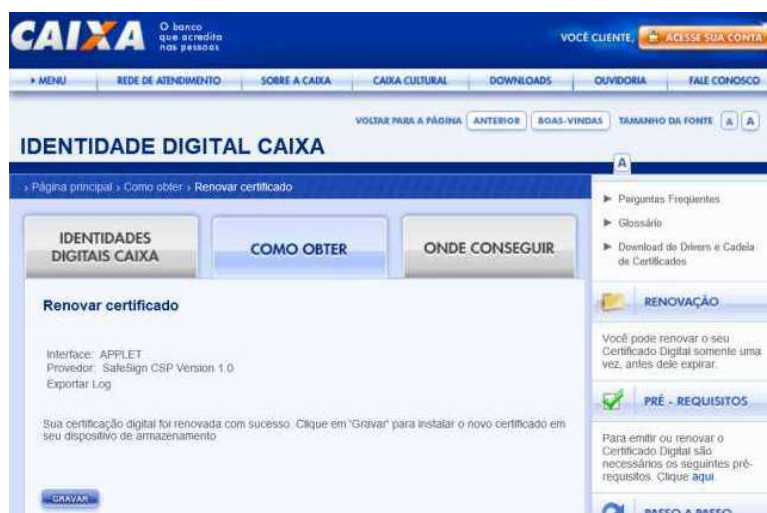 CAIXA
O banco
que acredita
nas pessoas
VOCÊ CLIENTE, ACESSE SUA CONTA
MENU REDE DE ATENDIMENTO SOBRE A CAIXA CAIXA CULTURAL DOWNLOADS OUVIDORIA FALE CONOSCO
VOLTAR PARA A PÁGINA ANTERIOR BOAS-VINDAS TAMANHO DA FONTE A A
A
IDENTIDADE DIGITAL CAIXA
› Página principal › Como obter › Renovar certificado
IDENTIDADES
DIGITAIS CAIXA
COMO OBTER
ONDE CONSEGUIR
Renovar certificado
Interface: APPLET
Provedor: SafeSign CSP Version 1.0
Exportar Log
Sua certificação digital foi renovada com sucesso. Clique em 'Gravar' para instalar o novo certificado em
seu dispositivo de armazenamento
GRAVAR
Perguntas Freqüentes
Glossário
Download de Drivers e Cadeia
de Certificados
RENOVAÇÃO
Você pode renovar o seu
Certificado Digital somente uma
vez, antes dele expirar.
PRÉ - REQUISITOS
Para emitir ou renovar o
Certificado Digital são
necessários os seguintes pré-
requisitos. Clique aqui.
PASSO A PASSO